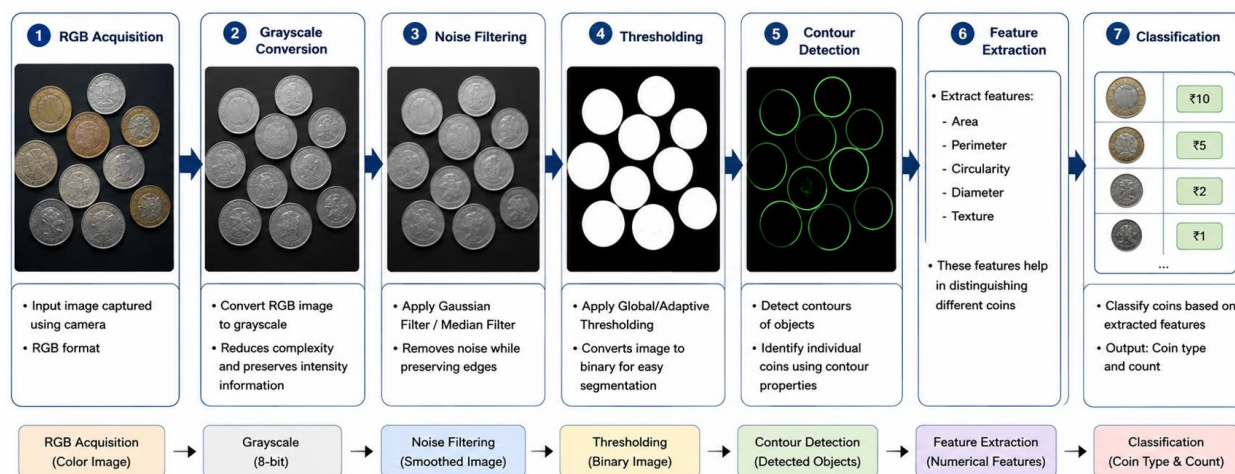 1 RGB Acquisition
2 Grayscale
Conversion
3 Noise Filtering
4 Thresholding
5 Contour
Detection
6 Feature
Extraction
7 Classification
• Extract features:
- Area
- Perimeter
- Circularity
- Diameter
- Texture
• These features help
in distinguishing
different coins
₹10
₹5
₹2
₹1
...
• Input image captured
using camera
• RGB format
• Convert RGB image
to grayscale
• Reduces complexity
and preserves intensity
information
• Apply Gaussian
Filter / Median Filter
• Removes noise while
preserving edges
• Apply Global/Adaptive
Thresholding
• Converts image to
binary for easy
segmentation
• Detect contours
of objects
• Identify individual
coins using contour
properties
• Classify coins based on
extracted features
• Output: Coin type
and count
RGB Acquisition
(Color Image)
Grayscale
(8-bit)
Noise Filtering
(Smoothed Image)
Thresholding
(Binary Image)
Contour Detection
(Detected Objects)
Feature Extraction
(Numerical Features)
Classification
(Coin Type & Count)